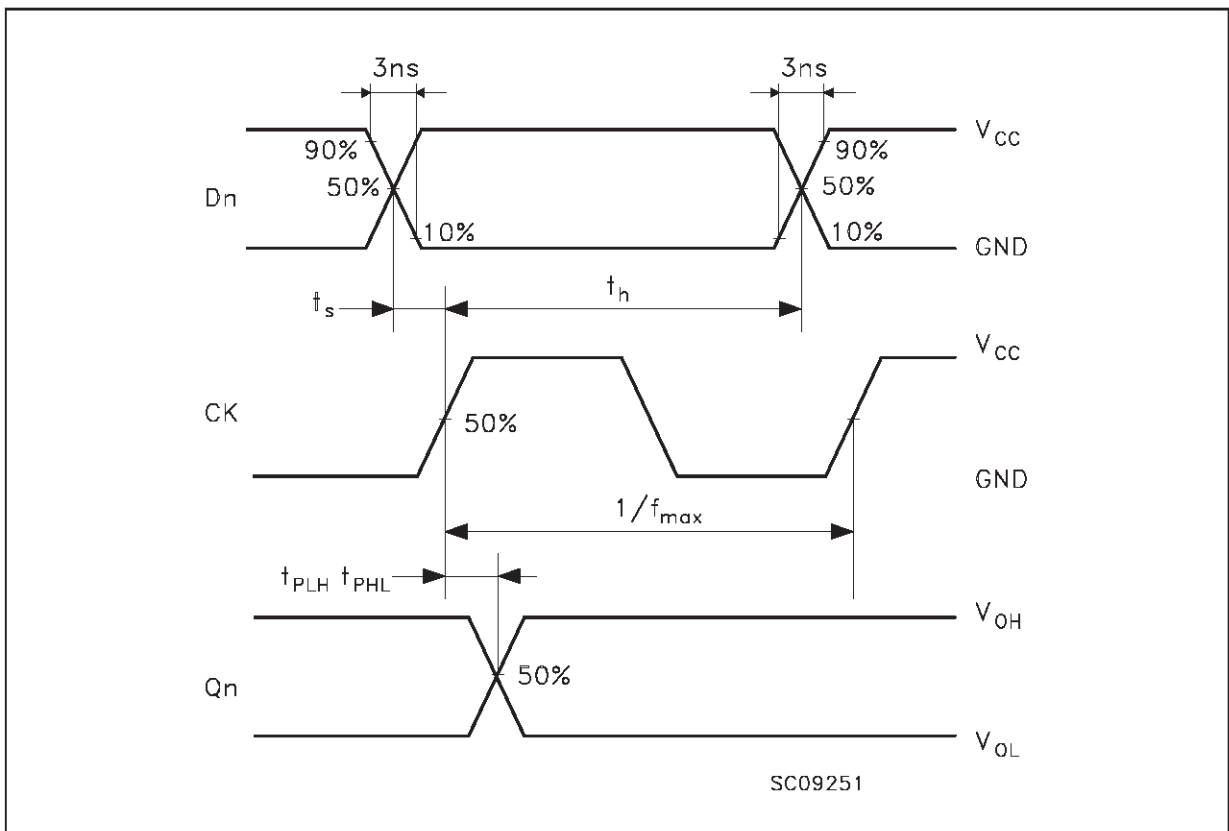 3ns 3ns
V_CC
90% 90%
Dn 50% 50%
10% 10%
GND
t_s t_h
V_CC
CK 50%
GND
1/f_max
t_PLH t_PHL
V_OH
Qn 50%
V_OL
SC09251